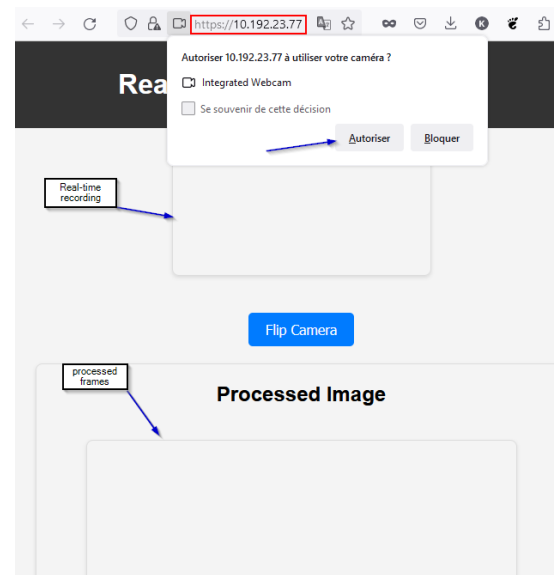 https://10.192.23.77
Autoriser 10.192.23.77 à utiliser votre caméra ?
Integrated Webcam
Se souvenir de cette décision
Autoriser Bloquer
Rea
Real-time
recording
Flip Camera
processed
frames
Processed Image
K